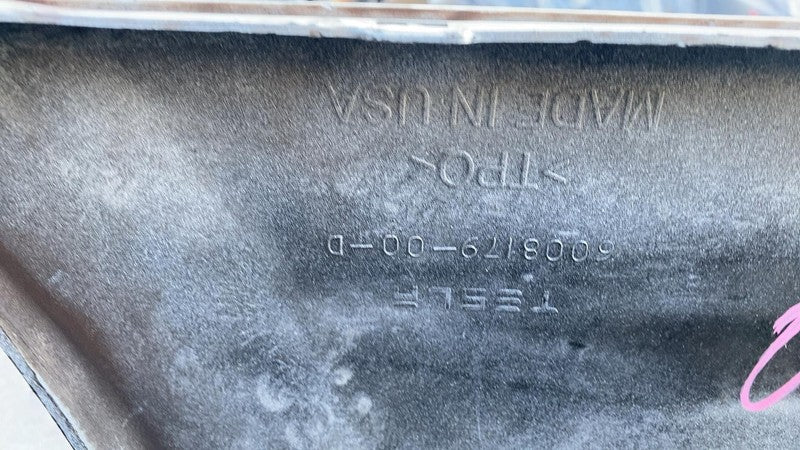 TESLA
6008179-00-D
>TPO<
MADE IN USA